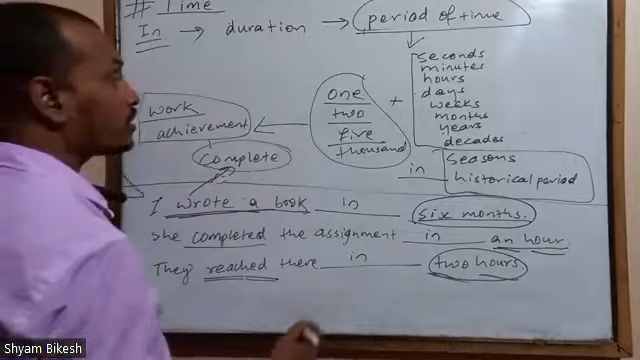 # Time
In → duration → period of time
seconds
minutes
hours
days
weeks
months
years
decades
one
two
five
thousand
+
work
achievement
complete
in
seasons
historical period
I wrote a book in six months.
She completed the assignment in an hour.
They reached there in two hours
Shyam Bikesh